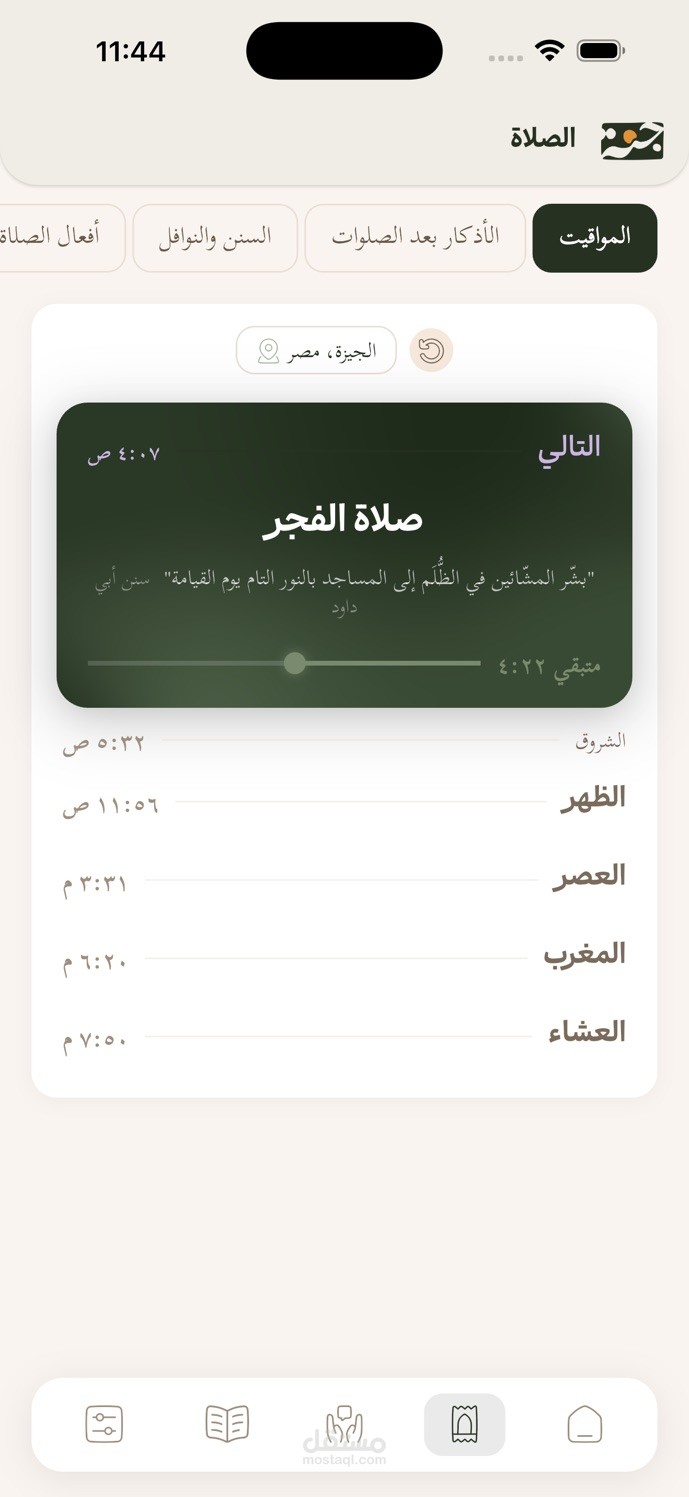 11:44
جنة
الصلاة
المواقيت
الأذكار بعد الصلوات
السنن والنوافل
أفعال الصلاة
الجيزة، مصر
التالي
٤:٠٧ ص
صلاة الفجر
"بشّر المشّائين في الظُّلَم إلى المساجد بالنور التام يوم القيامة" سنن أبي
داود
متبقي ٤:٢٢
الشروق
٥:٣٢ ص
الظهر
١١:٥٦ ص
العصر
٣:٣١ م
المغرب
٦:٢٠ م
العشاء
٧:٥٠ م
مستقل
mostaql.com